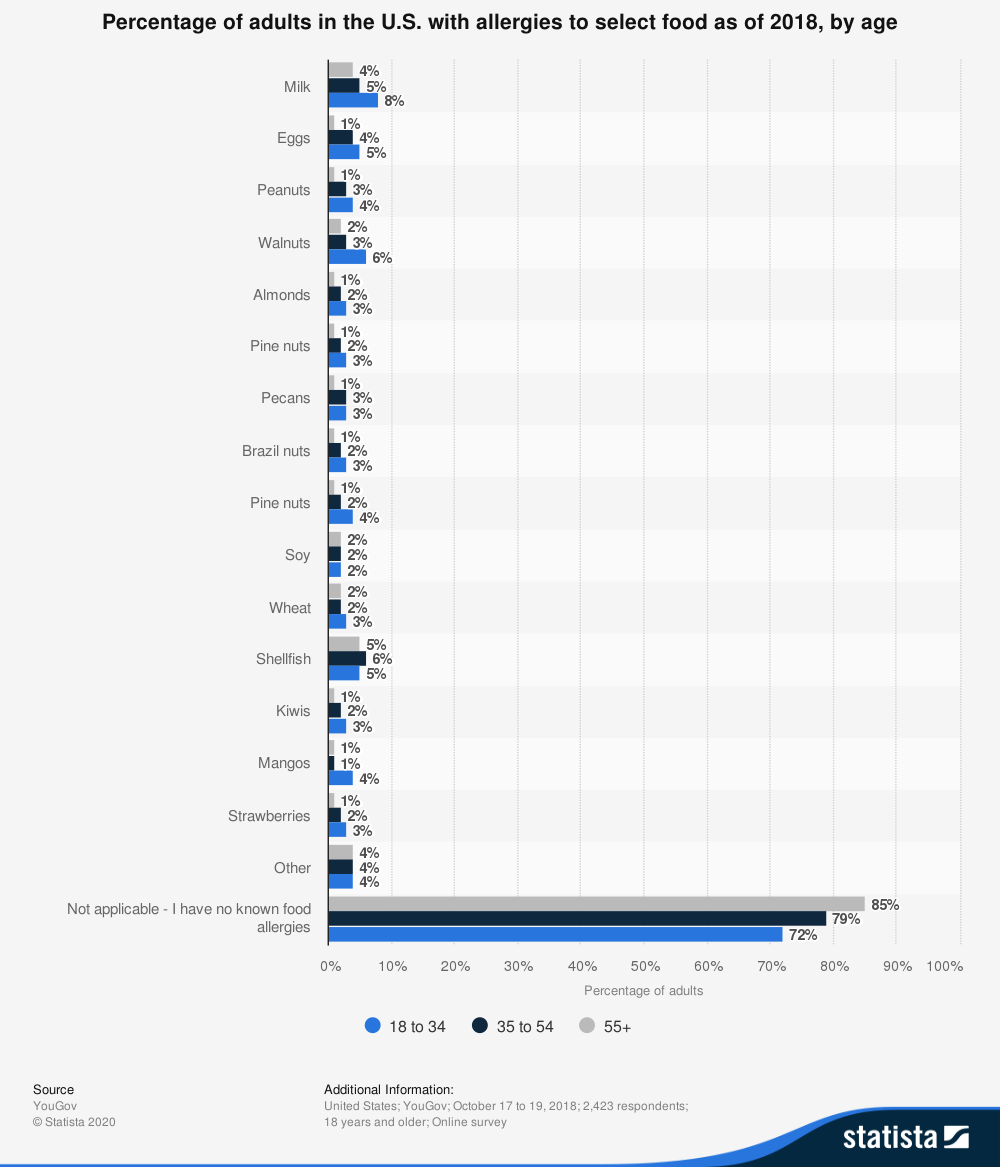 Percentage of adults in the U.S. with allergies to select food as of 2018, by age
Milk
4%
5%
8%
Eggs
1%
4%
5%
Peanuts
1%
3%
4%
Walnuts
2%
3%
6%
Almonds
1%
2%
3%
Pine nuts
1%
2%
3%
Pecans
1%
3%
3%
Brazil nuts
1%
2%
3%
Pine nuts
1%
2%
4%
Soy
2%
2%
2%
Wheat
2%
2%
3%
Shellfish
5%
6%
5%
Kiwis
1%
2%
3%
Mangos
1%
1%
4%
Strawberries
1%
2%
3%
Other
4%
4%
4%
Not applicable - I have no known food
allergies
85%
79%
72%
0% 10% 20% 30% 40% 50% 60% 70% 80% 90% 100%
Percentage of adults
18 to 34 35 to 54 55+
Source
YouGov
© Statista 2020
Additional Information:
United States; YouGov; October 17 to 19, 2018; 2,423 respondents;
18 years and older; Online survey
statista